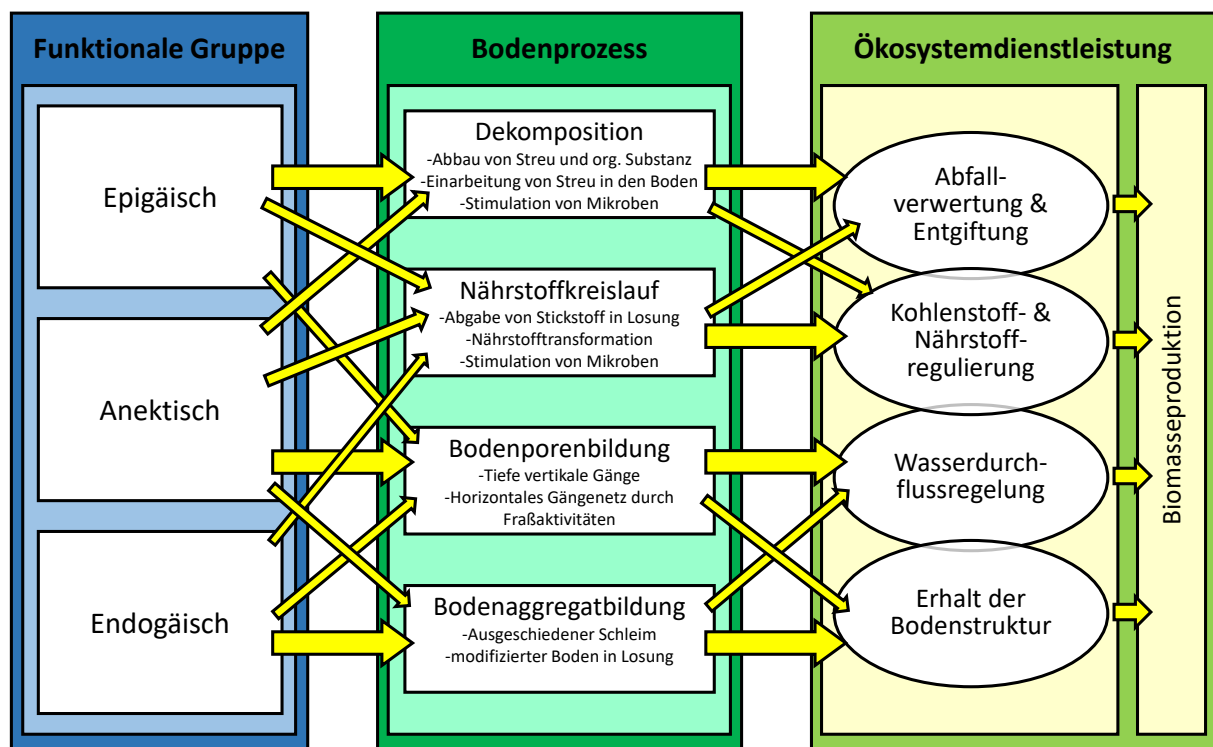 Funktionale Gruppe
Epigäisch
Anektisch
Endogäisch
Bodenprozess
Dekomposition
-Abbau von Streu und org. Substanz
-Einarbeitung von Streu in den Boden
-Stimulation von Mikroben
Nährstoffkreislauf
-Abgabe von Stickstoff in Losung
-Nährstofftransformation
-Stimulation von Mikroben
Bodenporenbildung
-Tiefe vertikale Gänge
-Horizontales Gängenetz durch
Fraßaktivitäten
Bodenaggregatbildung
-Ausgeschiedener Schleim
-modifizierter Boden in Losung
Ökosystemdienstleistung
Abfall-
verwertung &
Entgiftung
Kohlenstoff- &
Nährstoff-
regulierung
Wasserdurch-
flussregelung
Erhalt der
Bodenstruktur
Biomasseproduktion